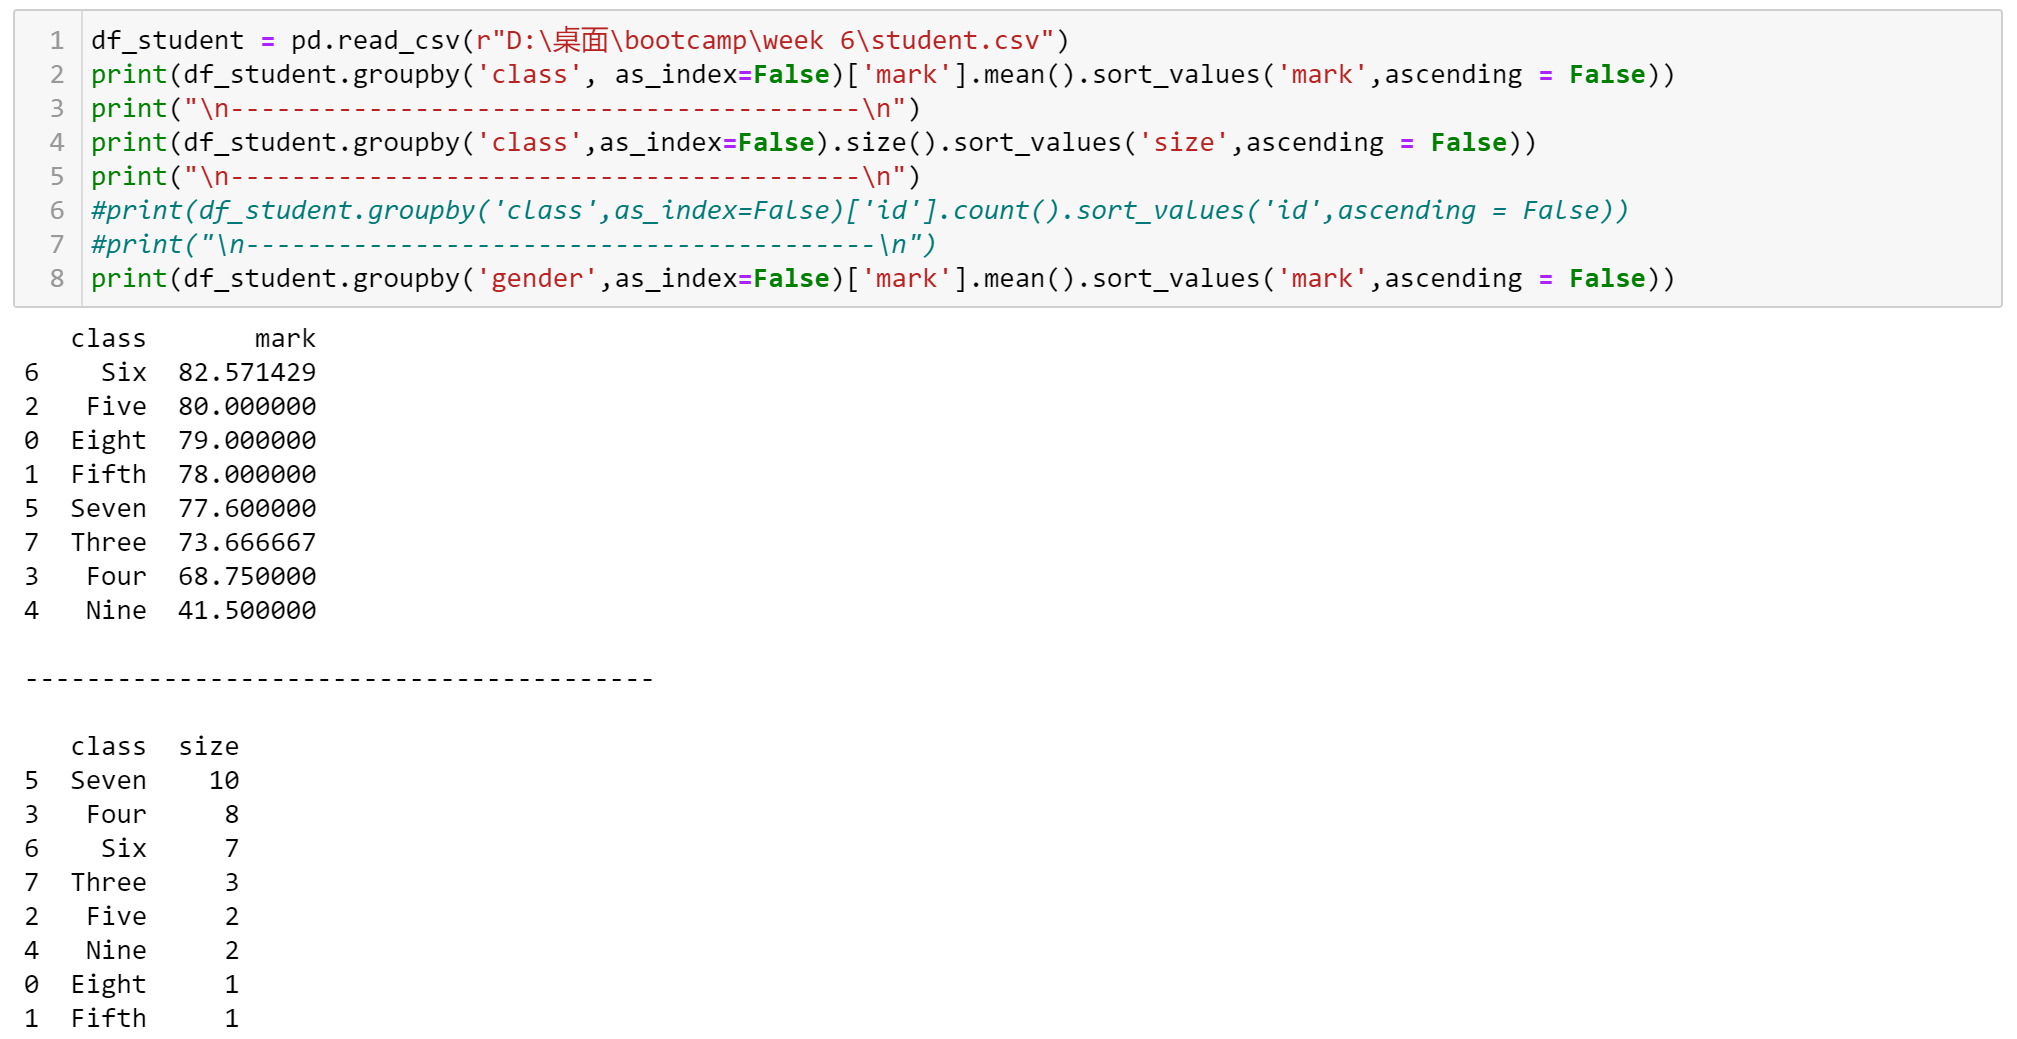 1 df_student = pd.read_csv(r"D:\桌面\bootcamp\week 6\student.csv")
2 print(df_student.groupby('class', as_index=False)['mark'].mean().sort_values('mark',ascending = False))
3 print("\n-----------------------------------------\n")
4 print(df_student.groupby('class',as_index=False).size().sort_values('size',ascending = False))
5 print("\n-----------------------------------------\n")
6 #print(df_student.groupby('class',as_index=False)['id'].count().sort_values('id',ascending = False))
7 #print("\n-----------------------------------------\n")
8 print(df_student.groupby('gender',as_index=False)['mark'].mean().sort_values('mark',ascending = False))
   class       mark
6    Six  82.571429
2   Five  80.000000
0  Eight  79.000000
1  Fifth  78.000000
5  Seven  77.600000
7  Three  73.666667
3   Four  68.750000
4   Nine  41.500000
-----------------------------------------
   class  size
5  Seven    10
3   Four     8
6    Six     7
7  Three     3
2   Five     2
4   Nine     2
0  Eight     1
1  Fifth     1